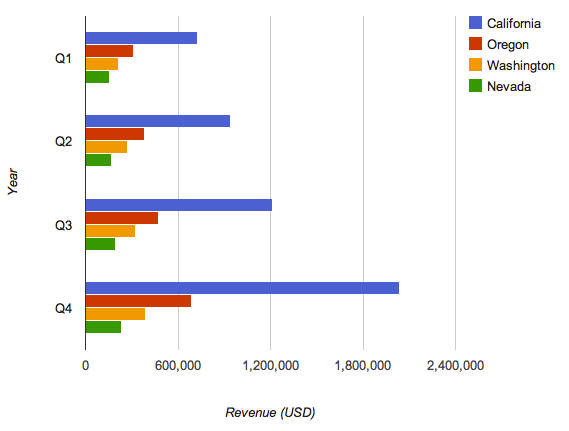 California
Oregon
Washington
Nevada
Q1
Q2
Q3
Q4
Year
0
600,000
1,200,000
1,800,000
2,400,000
Revenue (USD)